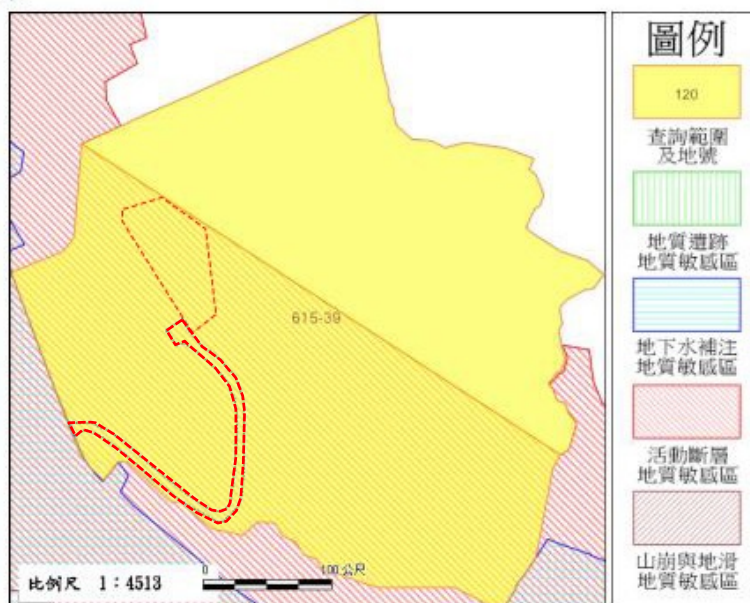 圖例
120
查詢範圍
及地號
地質遺跡
地質敏感區
地下水補注
地質敏感區
活動斷層
地質敏感區
山崩與地滑
地質敏感區
615-39
比例尺 1:4513
0 100公尺